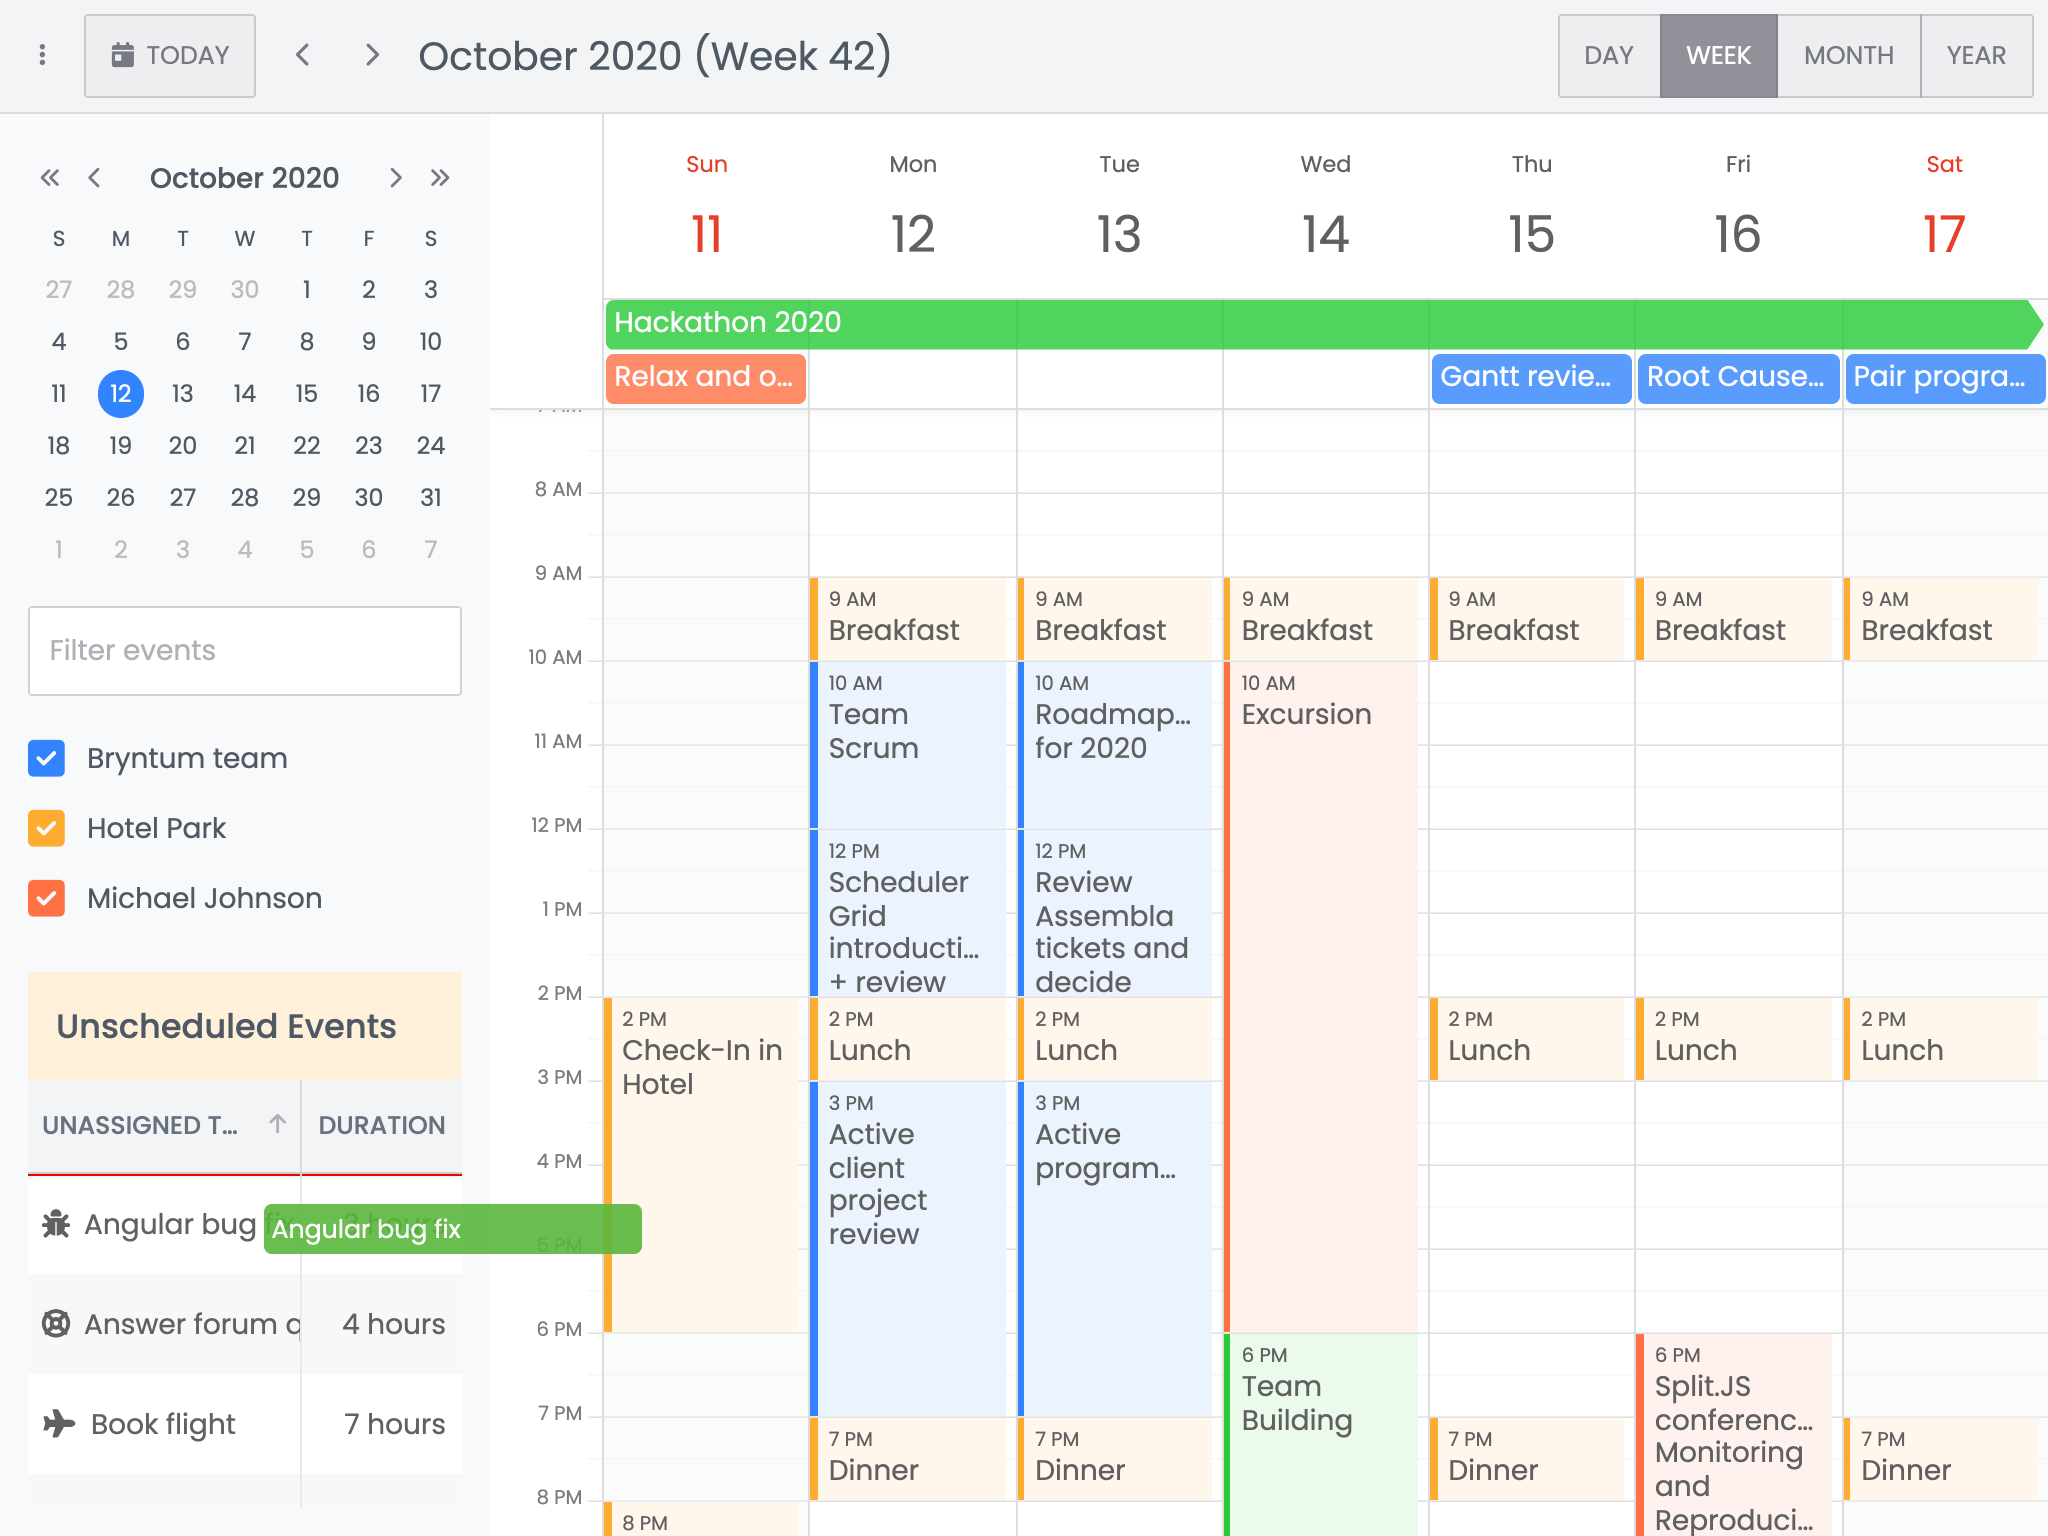 TODAY
October 2020 (Week 42)
DAY
WEEK
MONTH
YEAR
October 2020
S M T W T F S
27 28 29 30 1 2 3
4 5 6 7 8 9 10
11 12 13 14 15 16 17
18 19 20 21 22 23 24
25 26 27 28 29 30 31
1 2 3 4 5 6 7
Filter events
Bryntum team
Hotel Park
Michael Johnson
Unscheduled Events
UNASSIGNED T...
DURATION
Angular bug
Angular bug fix
Answer forum q
4 hours
Book flight
7 hours
Sun Mon Tue Wed Thu Fri Sat
11 12 13 14 15 16 17
Hackathon 2020
Relax and o...
Gantt revie...
Root Cause...
Pair progra...
8 AM
9 AM
10 AM
11 AM
12 PM
1 PM
2 PM
3 PM
4 PM
5 PM
6 PM
7 PM
8 PM
2 PM
Check-In in
Hotel
8 PM
9 AM
Breakfast
10 AM
Team
Scrum
12 PM
Scheduler
Grid
introducti...
+ review
2 PM
Lunch
3 PM
Active
client
project
review
7 PM
Dinner
9 AM
Breakfast
10 AM
Roadmap...
for 2020
12 PM
Review
Assembla
tickets and
decide
2 PM
Lunch
3 PM
Active
program...
7 PM
Dinner
9 AM
Breakfast
10 AM
Excursion
6 PM
Team
Building
9 AM
Breakfast
2 PM
Lunch
7 PM
Dinner
9 AM
Breakfast
2 PM
Lunch
6 PM
Split.JS
conferenc...
Monitoring
and
Reproduci...
9 AM
Breakfast
2 PM
Lunch
7 PM
Dinner